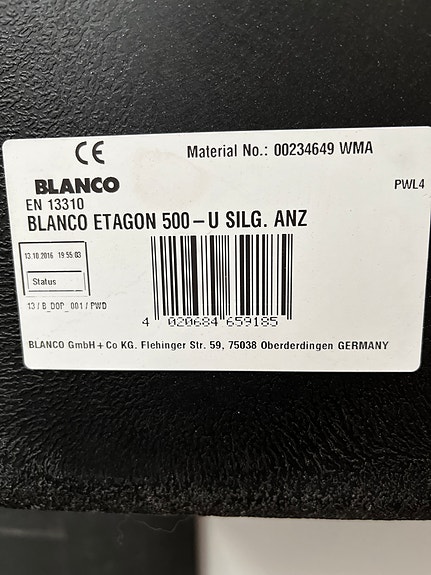 CE
Material No.: 00234649 WMA
BLANCO
PWL4
EN 13310
BLANCO ETAGON 500 – U SILG. ANZ
13.10.2016 19:55:03
Status
13 / B_DOP_001 / PWD
4 020684 659185
BLANCO GmbH + Co KG. Flehinger Str. 59, 75038 Oberderdingen GERMANY